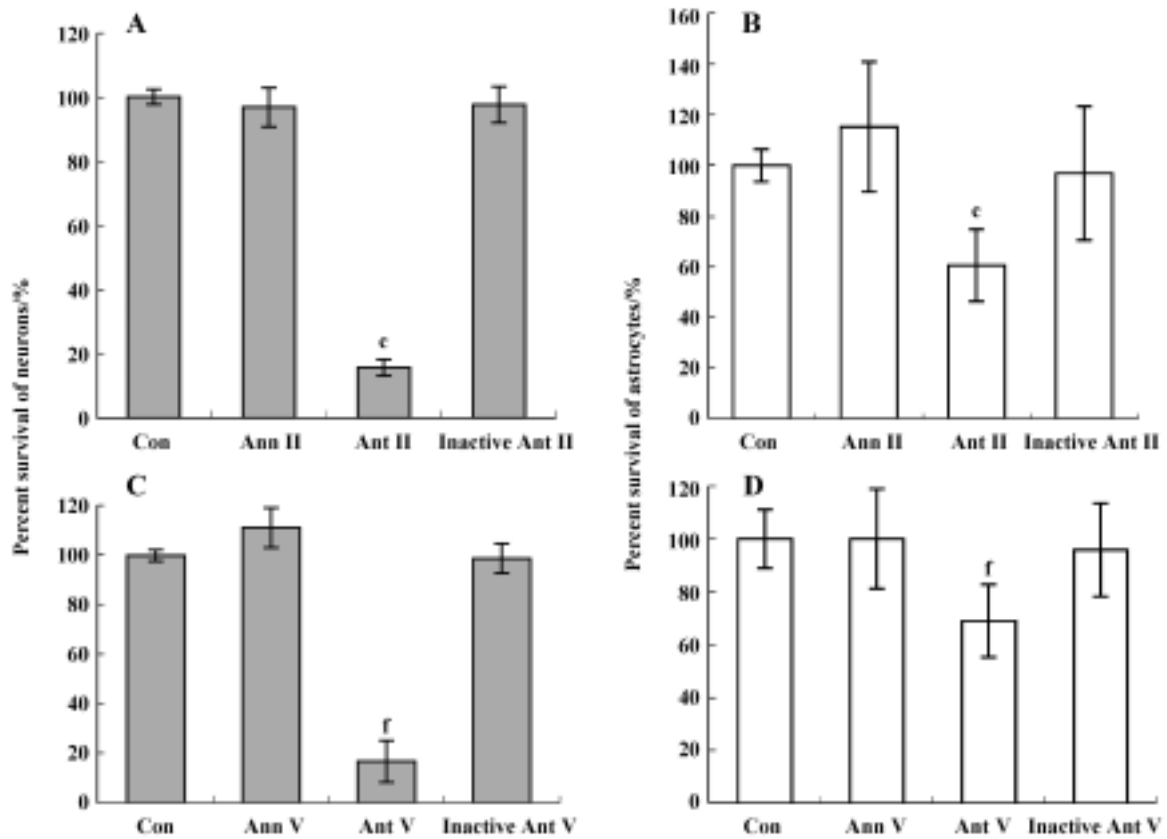 A
Percent survival of neurons/%
120
100
80
60
40
20
0
c
Con Ann II Ant II Inactive Ant II
B
Percent survival of astrocytes/%
160
140
120
100
80
60
40
20
0
c
Con Ann II Ant II Inactive Ant II
C
120
100
80
60
40
20
0
f
Con Ann V Ant V Inactive Ant V
D
120
100
80
60
40
20
0
f
Con Ann V Ant V Inactive Ant V